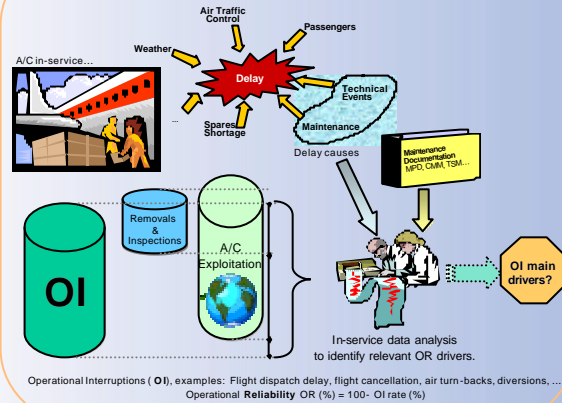 Air Traffic
Control
Passengers
Weather
A/C in-service...
Delay
Technical
Events
...
Spares
Shortage
Maintenance
Delay causes
Maintenance
Documentation
MPD, CMM, TSM...
Removals
&
Inspections
A/C
Exploitation
OI
OI main
drivers?
In-service data analysis
to identify relevant OR drivers.
Operational Interruptions ( OI), examples: Flight dispatch delay, flight cancellation, air turn-backs, diversions, ...
Operational Reliability OR (%) = 100- OI rate (%)